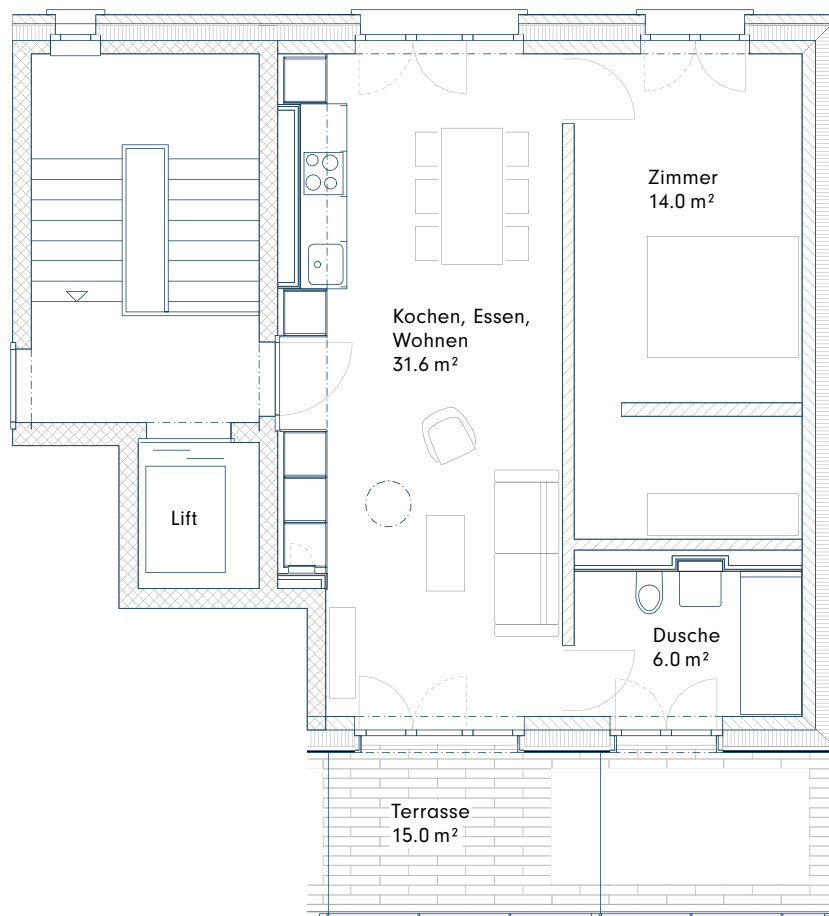 Zimmer
14.0 m²
Kochen, Essen,
Wohnen
31.6 m²
Lift
Dusche
6.0 m²
Terrasse
15.0 m²